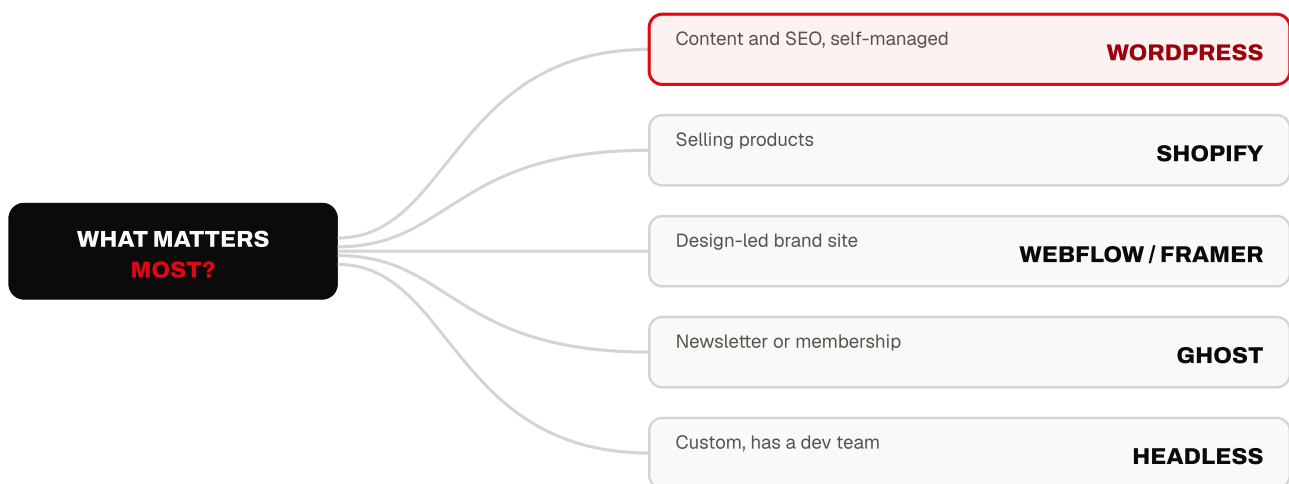 WHAT MATTERS
MOST?
Content and SEO, self-managed
WORDPRESS
Selling products
SHOPIFY
Design-led brand site
WEBFLOW / FRAMER
Newsletter or membership
GHOST
Custom, has a dev team
HEADLESS